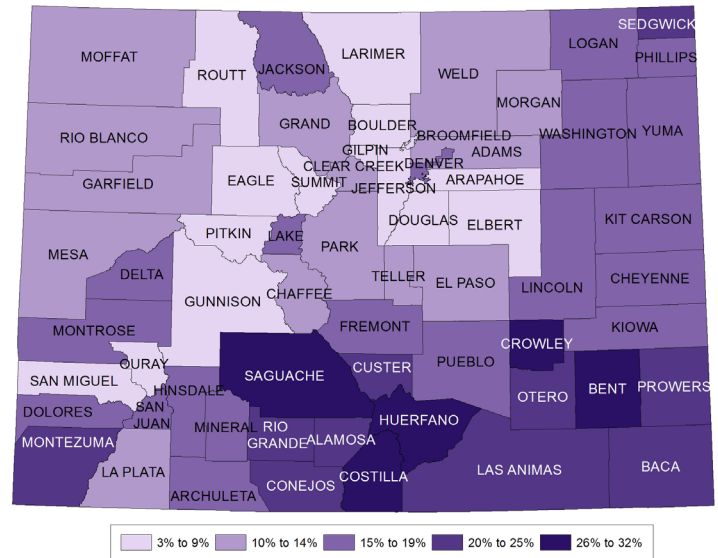 SEDGWICK
LOGAN
PHILLIPS
MOFFAT
LARIMER
JACKSON
ROUTT
WELD
MORGAN
GRAND
BOULDER
RIO BLANCO
BROOMFIELD
WASHINGTON
YUMA
GILPIN
ADAMS
CLEAR CREEK
DENVER
GARFIELD
EAGLE
SUMMIT
JEFFERSON
ARAPAHOE
DOUGLAS
ELBERT
KIT CARSON
PITKIN
LAKE
PARK
MESA
DELTA
TELLER
EL PASO
CHEYENNE
LINCOLN
CHAFFEE
GUNNISON
FREMONT
KIOWA
MONTROSE
CROWLEY
OURAY
CUSTER
PUEBLO
SAGUACHE
SAN MIGUEL
HINSDALE
BENT
PROWERS
OTERO
DOLORES
SAN
JUAN
HUERFANO
MINERAL
RIO
GRANDE
ALAMOSA
MONTEZUMA
LA PLATA
COSTILLA
LAS ANIMAS
BACA
CONEJOS
ARCHULETA
3% to 9%
10% to 14%
15% to 19%
20% to 25%
26% to 32%